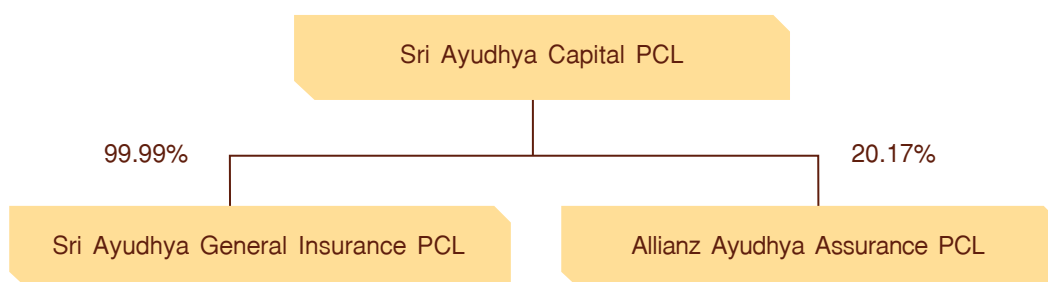 Sri Ayudhya Capital PCL
99.99%
20.17%
Sri Ayudhya General Insurance PCL
Allianz Ayudhya Assurance PCL